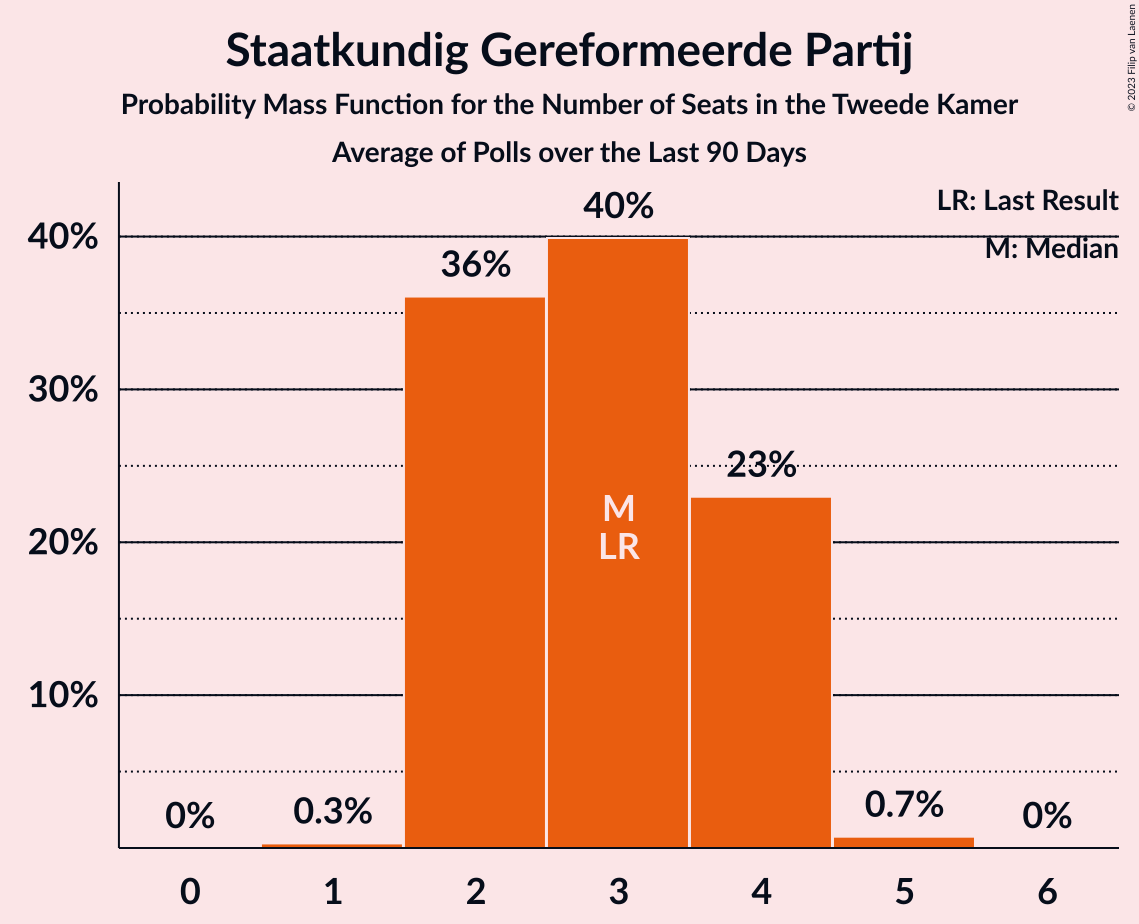 Staatkundig Gereformeerde Partij
Probability Mass Function for the Number of Seats in the Tweede Kamer
Average of Polls over the Last 90 Days
© 2023 Filip van Laenen
LR: Last Result
M: Median
40%
30%
20%
10%
0%
0.3%
36%
40%
23%
0.7%
0%
M
LR
0 1 2 3 4 5 6